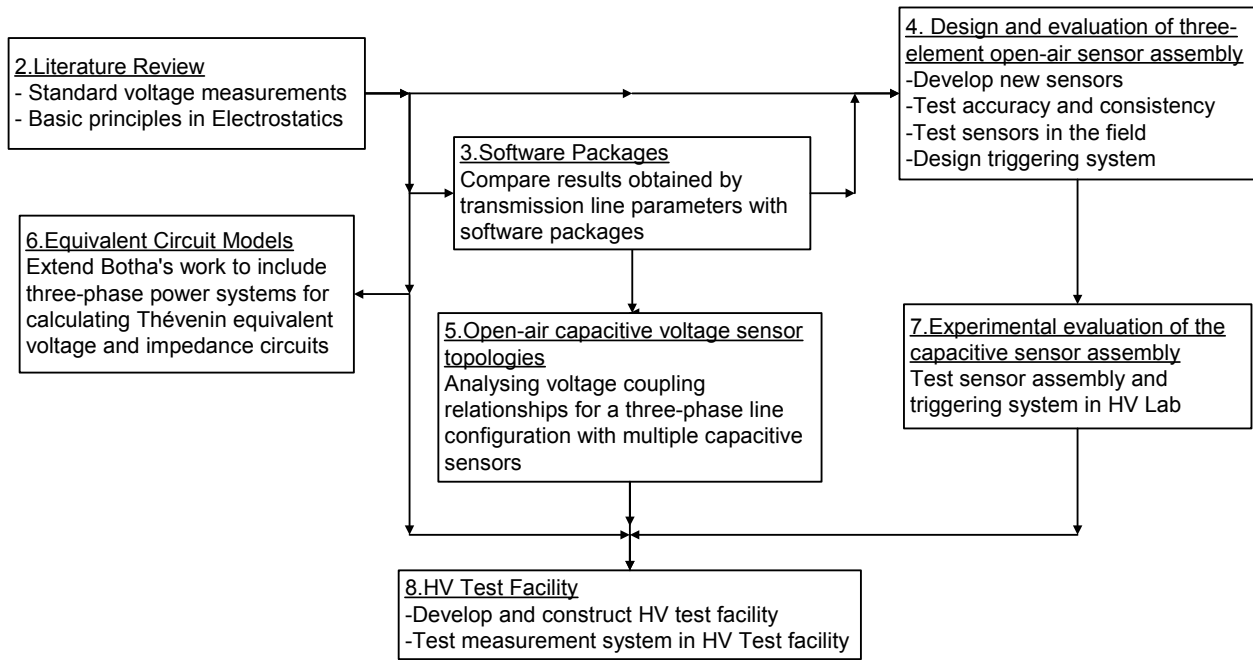 2.Literature Review
- Standard voltage measurements
- Basic principles in Electrostatics
3.Software Packages
Compare results obtained by
transmission line parameters with
software packages
4. Design and evaluation of three-
element open-air sensor assembly
-Develop new sensors
-Test accuracy and consistency
-Test sensors in the field
-Design triggering system
6.Equivalent Circuit Models
Extend Botha's work to include
three-phase power systems for
calculating Thévenin equivalent
voltage and impedance circuits
5.Open-air capacitive voltage sensor
topologies
Analysing voltage coupling
relationships for a three-phase line
configuration with multiple capacitive
sensors
7.Experimental evaluation of the
capacitive sensor assembly
Test sensor assembly and
triggering system in HV Lab
8.HV Test Facility
-Develop and construct HV test facility
-Test measurement system in HV Test facility